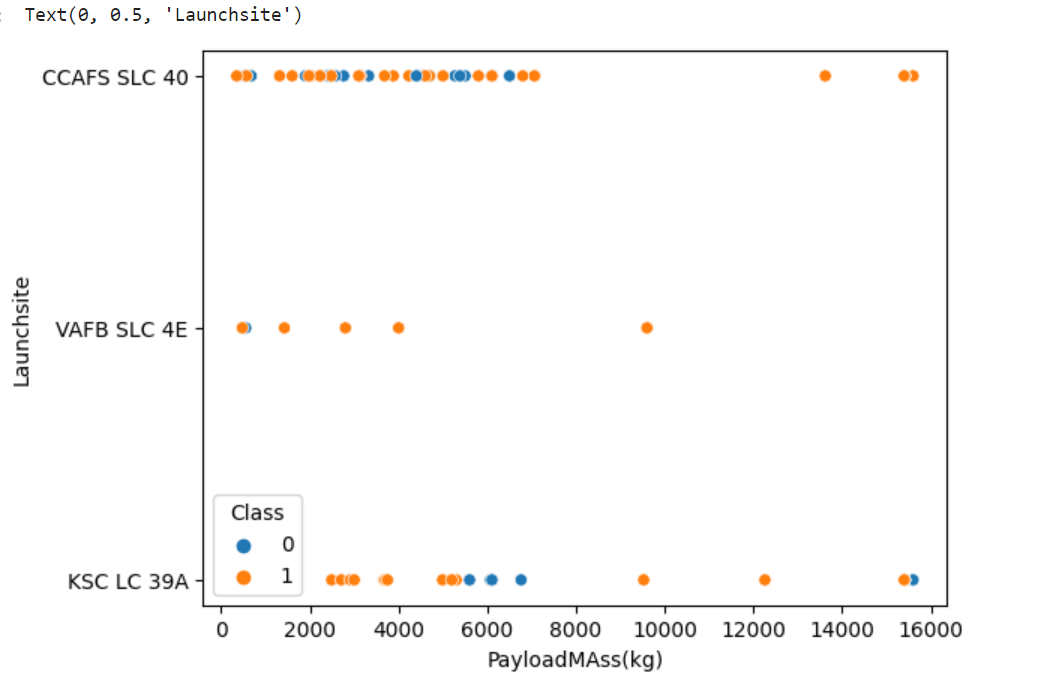 : Text(0, 0.5, 'Launchsite')
CCAFS SLC 40
VAFB SLC 4E
KSC LC 39A
Launchsite
Class
0
1
0 2000 4000 6000 8000 10000 12000 14000 16000
PayloadMAss(kg)